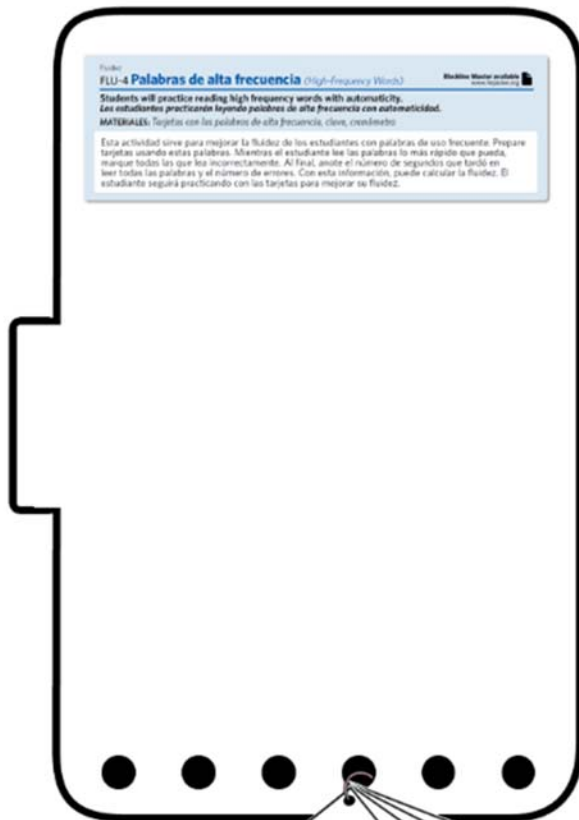 Fluidez
FLU-4 Palabras de alta frecuencia (High-Frequency Words)
Blackline Master available
Students will practice reading high frequency words with automaticity.
Los estudiantes practicarán leyendo palabras de alta frecuencia con automaticidad.
MATERIALES: Tarjetas con las palabras de alta frecuencia, clave, cronómetro
Esta actividad sirve para mejorar la fluidez de los estudiantes con palabras de uso frecuente. Prepare
tarjetas usando estas palabras. Mientras el estudiante lee las palabras lo más rápido que pueda,
marque todas las que lea incorrectamente. Al final, anote el número de segundos que tardó en
leer todas las palabras y el número de errores. Con esta información, puede calcular la fluidez. El
estudiante seguirá practicando con las tarjetas para mejorar su fluidez.